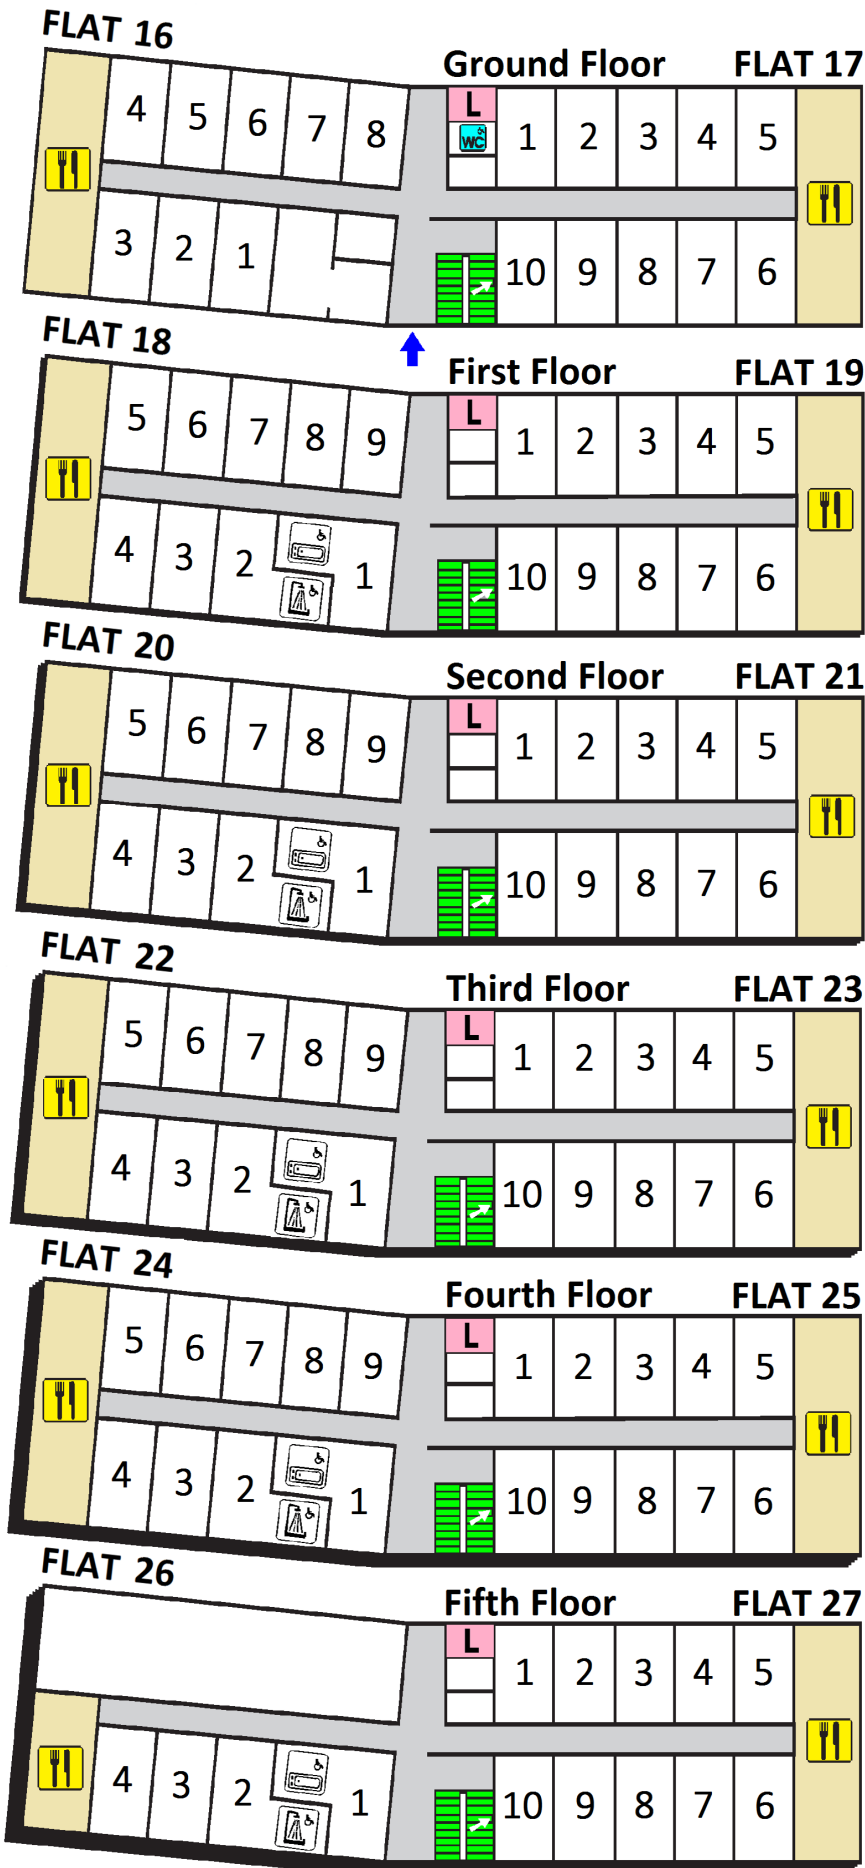 FLAT 16
Ground Floor FLAT 17
4 5 6 7 8 L 1 2 3 4 5
WC
3 2 1 10 9 8 7 6
FLAT 18
First Floor FLAT 19
5 6 7 8 9 L 1 2 3 4 5
4 3 2 1 10 9 8 7 6
FLAT 20
Second Floor FLAT 21
5 6 7 8 9 L 1 2 3 4 5
4 3 2 1 10 9 8 7 6
FLAT 22
Third Floor FLAT 23
5 6 7 8 9 L 1 2 3 4 5
4 3 2 1 10 9 8 7 6
FLAT 24
Fourth Floor FLAT 25
5 6 7 8 9 L 1 2 3 4 5
4 3 2 1 10 9 8 7 6
FLAT 26
Fifth Floor FLAT 27
L 1 2 3 4 5
4 3 2 1 10 9 8 7 6